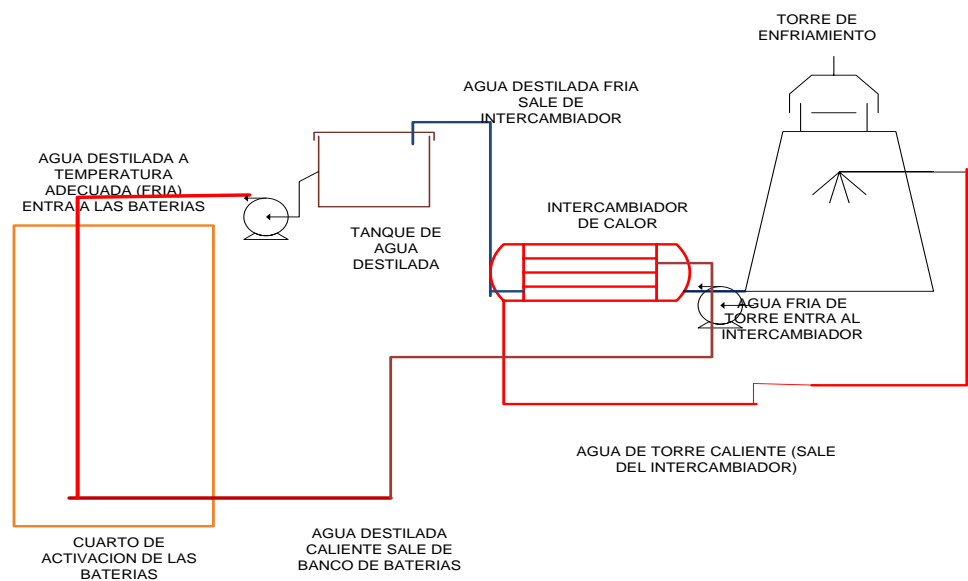 TORRE DE
ENFRIAMIENTO
AGUA DESTILADA FRIA
SALE DE
INTERCAMBIADOR
AGUA DESTILADA A
TEMPERATURA
ADECUADA (FRIA)
ENTRA A LAS BATERIAS
TANQUE DE
AGUA
DESTILADA
INTERCAMBIADOR
DE CALOR
AGUA FRIA DE
TORRE ENTRA AL
INTERCAMBIADOR
AGUA DE TORRE CALIENTE (SALE
DEL INTERCAMBIADOR)
AGUA DESTILADA
CALIENTE SALE DE
BANCO DE BATERIAS
CUARTO DE
ACTIVACION DE LAS
BATERIAS